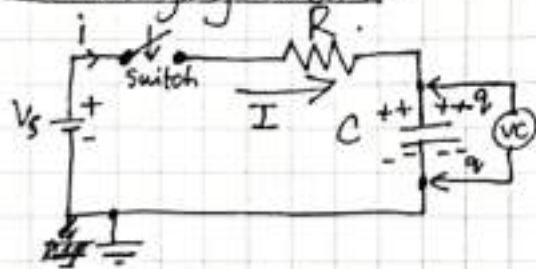 i
R
Switch
Vs
+
-
I
C
++
++q
--
--q
VC